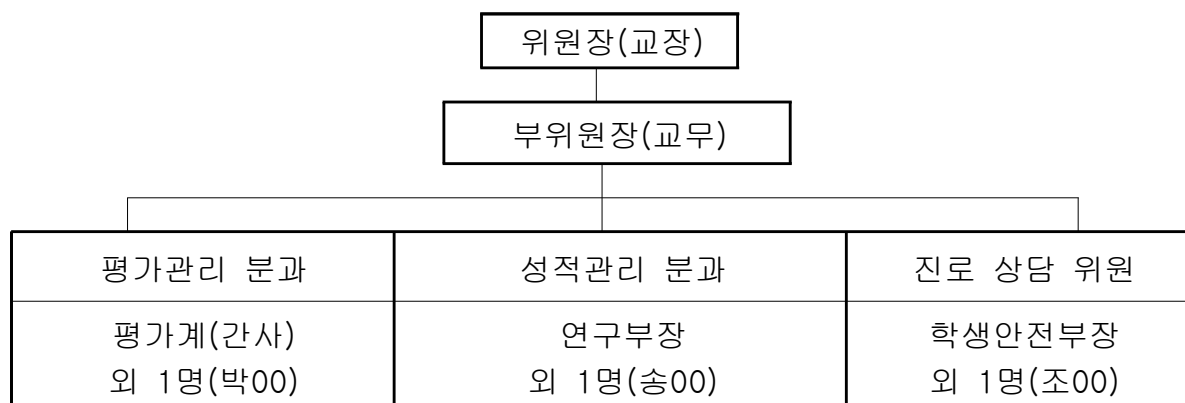 위원장(교장)
부위원장(교무)
평가관리 분과
성적관리 분과
진로 상담 위원
평가계(간사)
외 1명(박00)
연구부장
외 1명(송00)
학생안전부장
외 1명(조00)